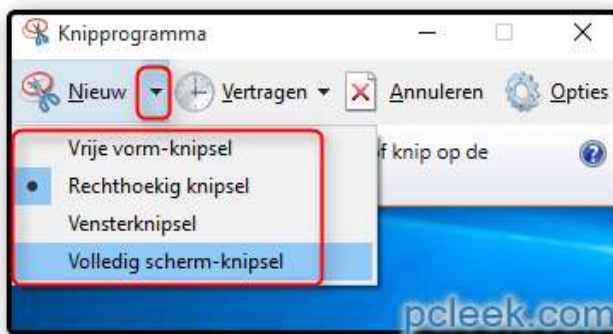 Knipprogramma
Nieuw Vertragen Annuleren Opties
Vrije vorm-knipsel
f knip op de
Rechthoekig knipsel
Vensterknipsel
Volledig scherm-knipsel
pcleek.com